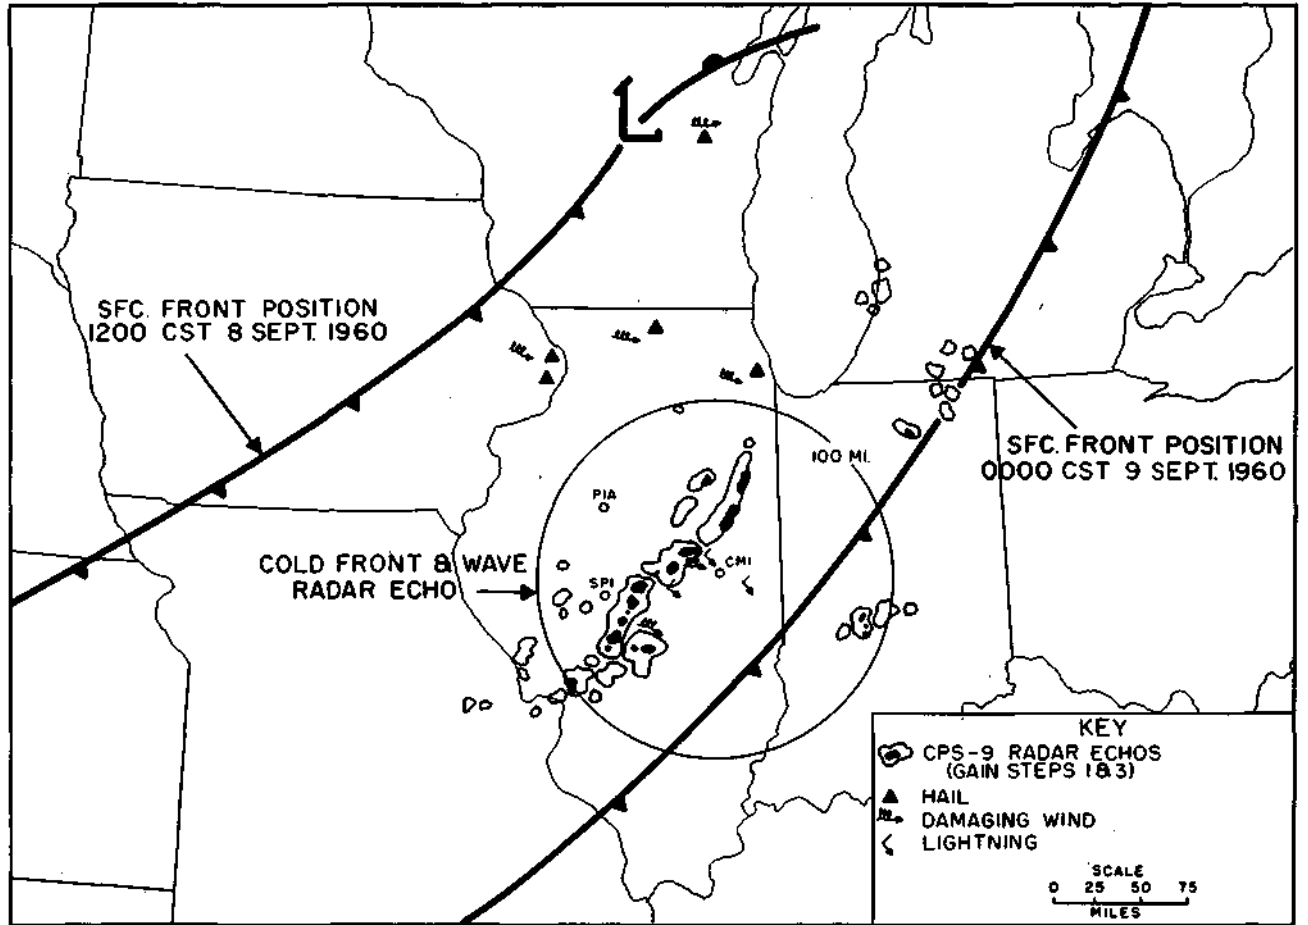 L
SFC. FRONT POSITION
1200 CST 8 SEPT. 1960
100 MI.
SFC. FRONT POSITION
0000 CST 9 SEPT. 1960
PIA
COLD FRONT & WAVE
RADAR ECHO
CMI
SPI
KEY
CPS-9 RADAR ECHOS
(GAIN STEPS 1 & 3)
HAIL
DAMAGING WIND
LIGHTNING
SCALE
0 25 50 75
MILES